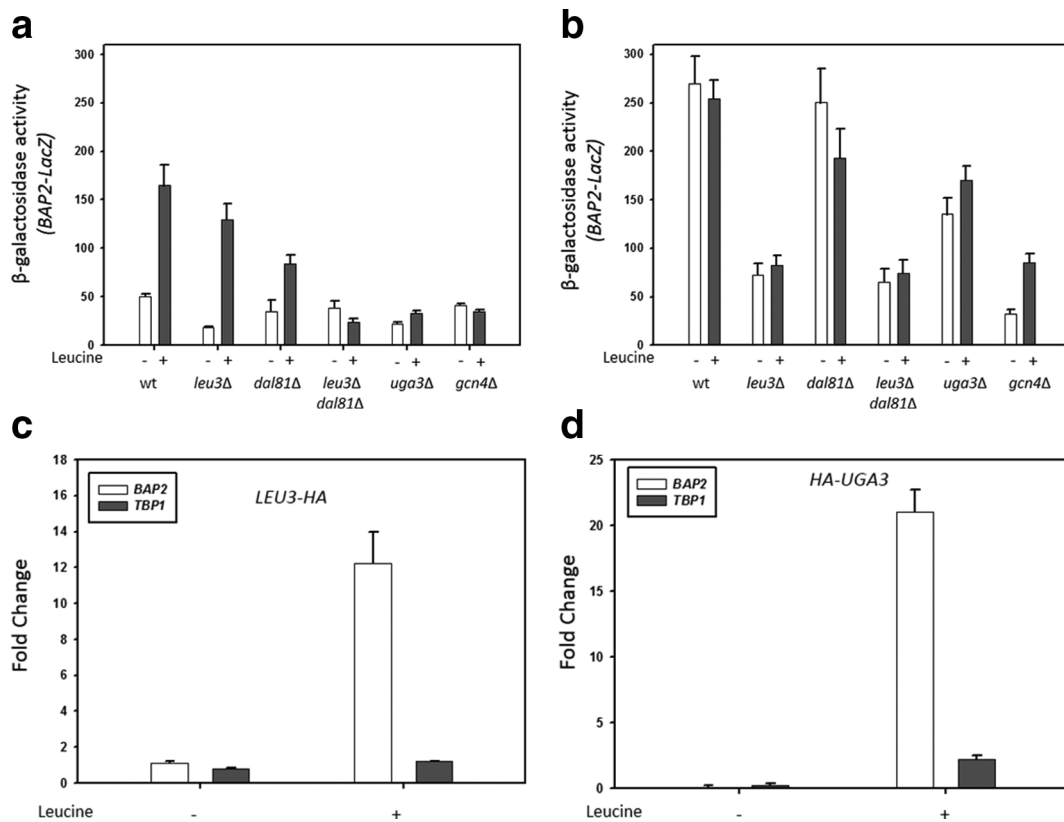 a
300
250
200
150
100
50
0
β-galactosidase activity
(BAP2-LacZ)
Leucine - + - + - + - + - + - +
wt leu3Δ dal81Δ leu3Δ uga3Δ gcn4Δ
dal81Δ
b
300
250
200
150
100
50
0
β-galactosidase activity
(BAP2-LacZ)
Leucine - + - + - + - + - + - +
wt leu3Δ dal81Δ leu3Δ uga3Δ gcn4Δ
dal81Δ
c
18
16
14
12
10
8
6
4
2
0
Fold Change
BAP2
TBP1
LEU3-HA
Leucine - +
d
25
20
15
10
5
0
Fold Change
BAP2
TBP1
HA-UGA3
Leucine - +